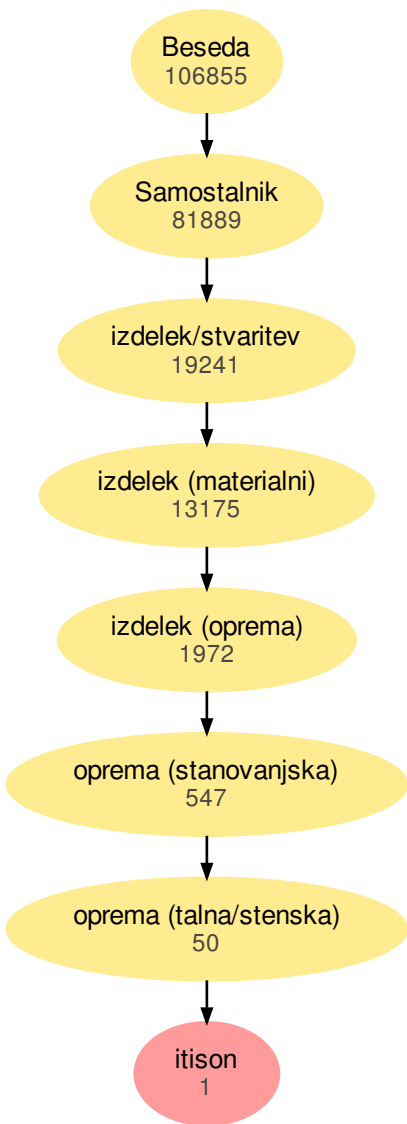 Beseda
106855
Samostalnik
81889
izdelek/stvaritev
19241
izdelek (materialni)
13175
izdelek (oprema)
1972
oprema (stanovanjska)
547
oprema (talna/stenska)
50
itison
1